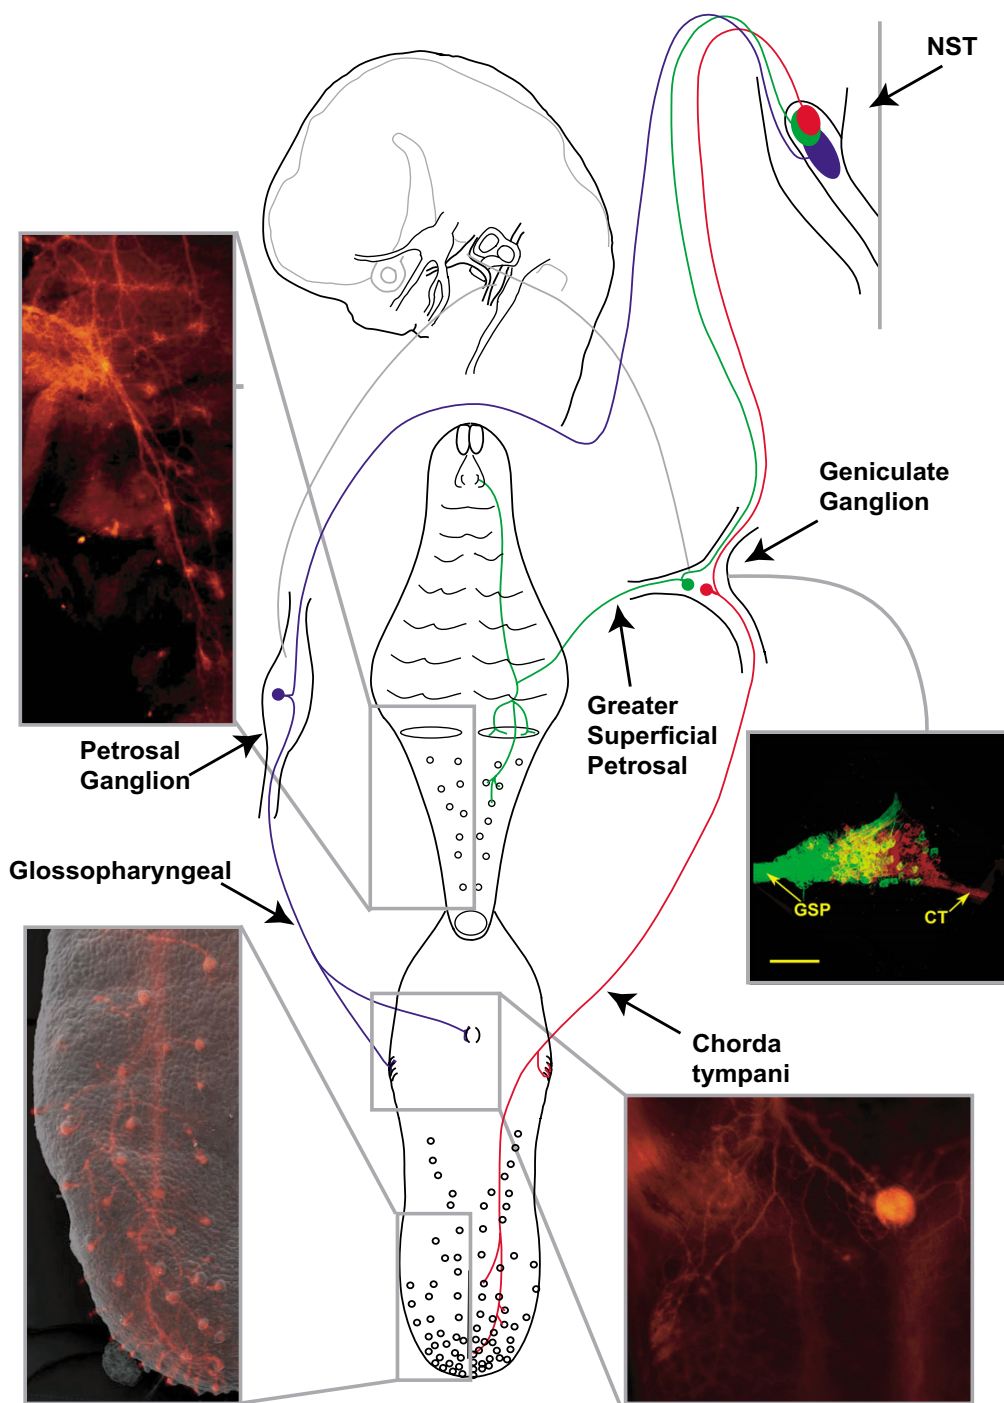 NST
Geniculate
Ganglion
Greater
Superficial
Petrosal
Petrosal
Ganglion
Glossopharyngeal
GSP
CT
Chorda
tympani